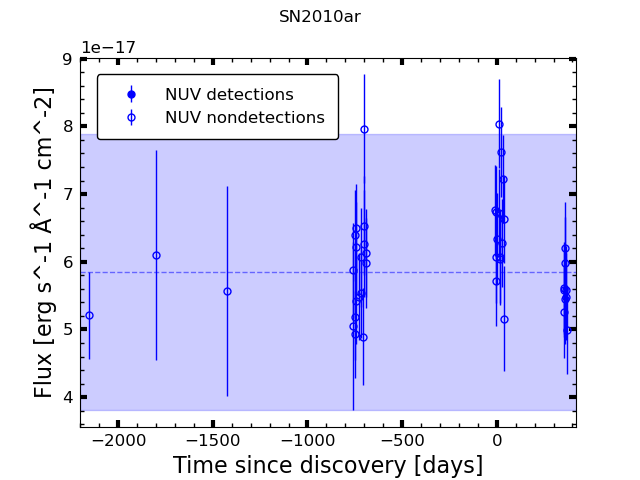 SN2010ar
1e−17
NUV detections
NUV nondetections
9
8
7
6
5
4
Flux [erg s^-1 Å^-1 cm^-2]
−2000
−1500
−1000
−500
0
Time since discovery [days]